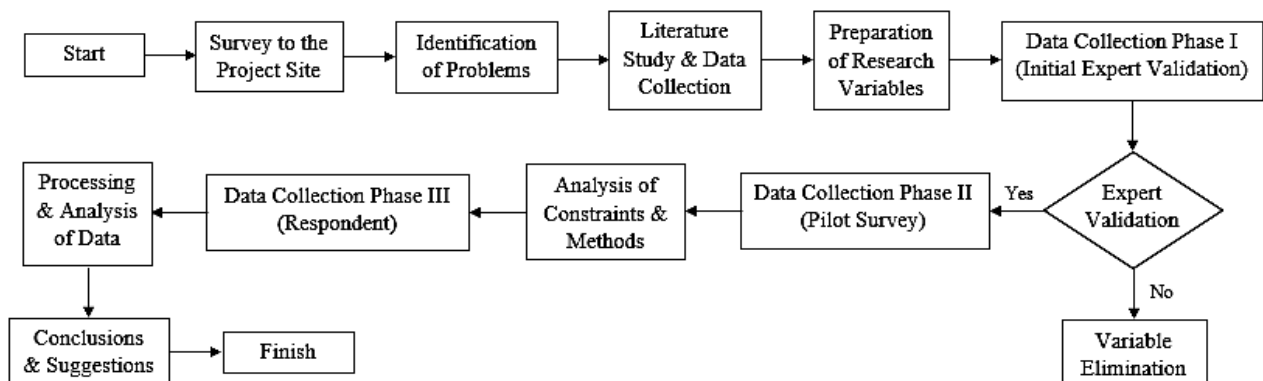 Start
Survey to the
Project Site
Identification
of Problems
Literature
Study & Data
Collection
Preparation
of Research
Variables
Data Collection Phase I
(Initial Expert Validation)
Expert
Validation
Yes
No
Variable
Elimination
Data Collection Phase II
(Pilot Survey)
Analysis of
Constraints &
Methods
Data Collection Phase III
(Respondent)
Processing
& Analysis
of Data
Conclusions
& Suggestions
Finish